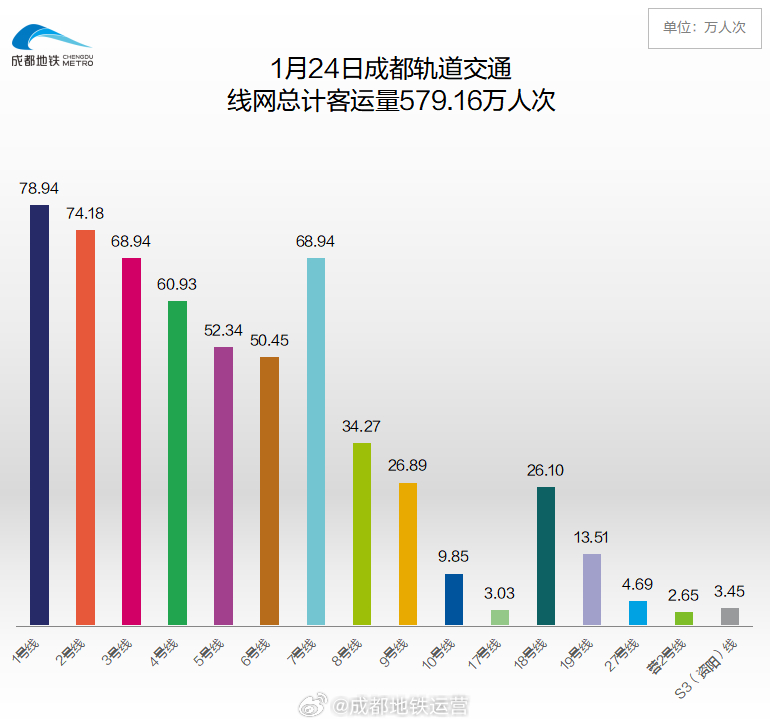 成都地铁 CHENGDU METRO
单位：万人次
1月24日成都轨道交通
线网总计客运量579.16万人次
78.94
74.18
68.94
60.93
52.34
50.45
68.94
34.27
26.89
9.85
3.03
26.10
13.51
4.69
2.65
3.45
1号线
2号线
3号线
4号线
5号线
6号线
7号线
8号线
9号线
10号线
17号线
18号线
19号线
27号线
蓉2号线
S3（资阳）线
@成都地铁运营